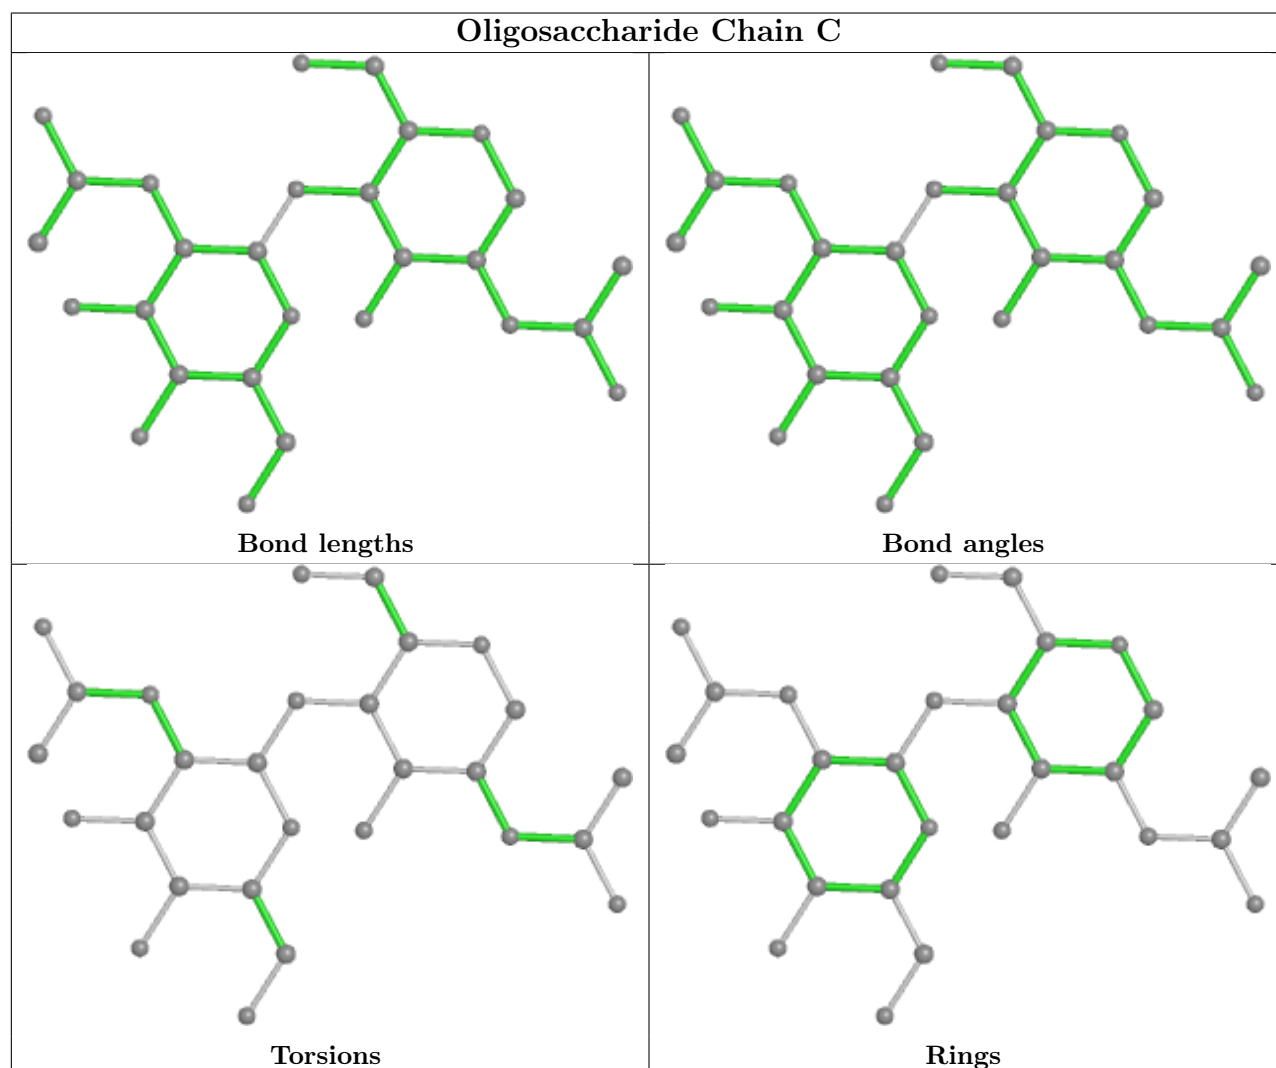 Oligosaccharide Chain C
Bond lengths
Bond angles
Torsions
Rings